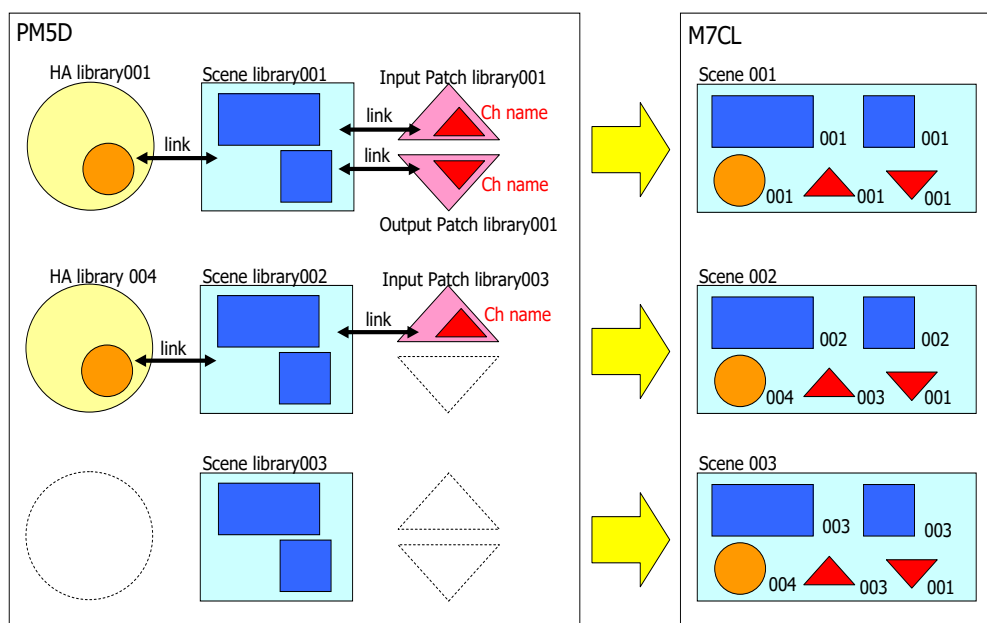 PM5D
HA library001
Scene library001
Input Patch library001
link
link
Ch name
link
Ch name
Output Patch library001
HA library 004
Scene library002
Input Patch library003
link
link
Ch name
Scene library003
M7CL
Scene 001
001
001
001
001
001
Scene 002
002
002
004
003
001
Scene 003
003
003
004
003
001